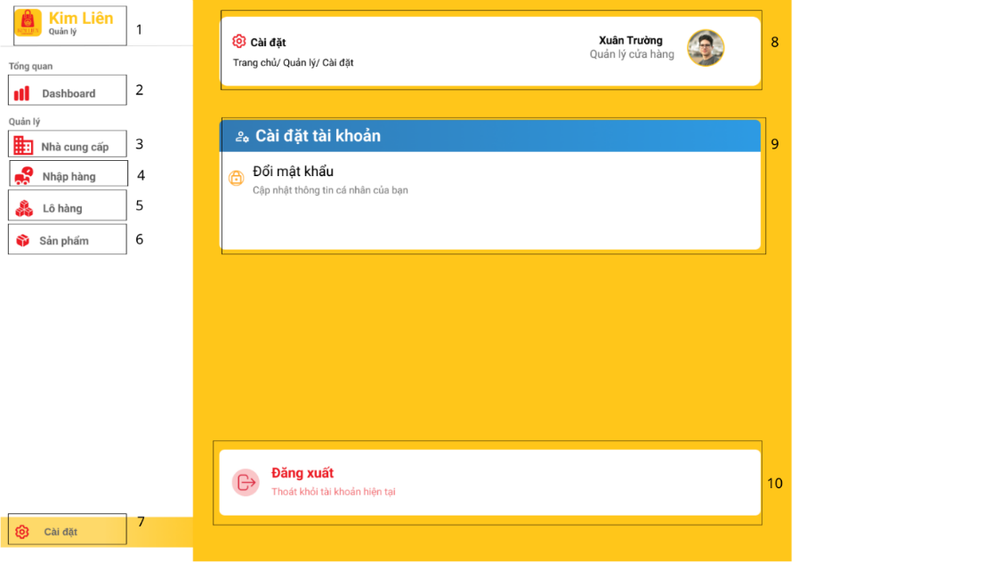 Kim Liên
Quản lý
1
Tổng quan
Dashboard
2
Quản lý
Nhà cung cấp
3
Nhập hàng
4
Lô hàng
5
Sản phẩm
6
Cài đặt
7
Cài đặt
Trang chủ/ Quản lý/ Cài đặt
Xuân Trường
Quản lý cửa hàng
8
Cài đặt tài khoản
9
Đổi mật khẩu
Cập nhật thông tin cá nhân của bạn
Đăng xuất
Thoát khỏi tài khoản hiện tại
10